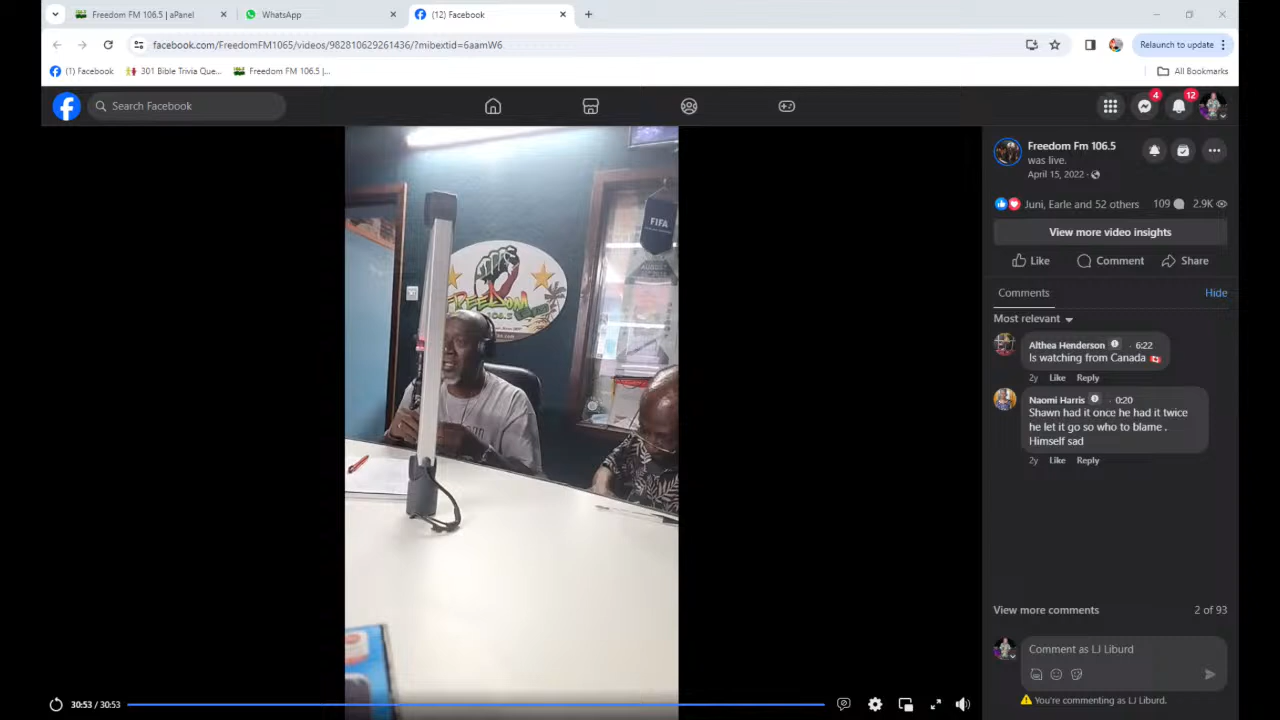 Freedom FM 106.5 | aPanel
WhatsApp
(12) Facebook
facebook.com/FreedomFM1065/videos/982810629261436/?mibextid=6aamW6
Relaunch to update
(1) Facebook
301 Bible Trivia Que...
Freedom FM 106.5 |...
All Bookmarks
Search Facebook
4
12
FIFA
AUGUST
FREEDOM
106.5
Freedom Fm 106.5
was live.
April 15, 2022 ·
Juni, Earle and 52 others
109
2.9K
View more video insights
Like
Comment
Share
Comments
Hide
Most relevant
Althea Henderson · 6:22
Is watching from Canada
2y Like Reply
Naomi Harris · 0:20
Shawn had it once he had it twice
he let it go so who to blame .
Himself sad
2y Like Reply
View more comments
2 of 93
Comment as LJ Liburd
You're commenting as LJ Liburd.
30:53 / 30:53